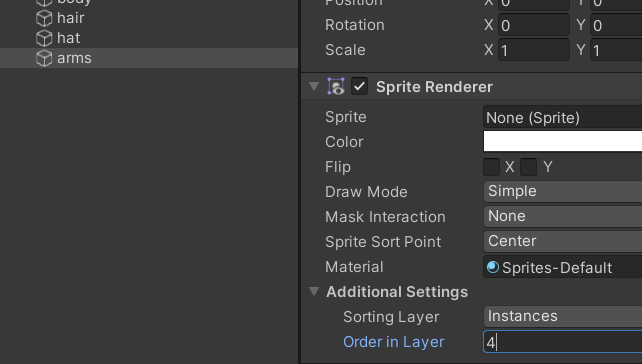 body
hair
hat
arms
Position X 0 Y 0
Rotation X 0 Y 0
Scale X 1 Y 1
Sprite Renderer
Sprite None (Sprite)
Color
Flip X Y
Draw Mode Simple
Mask Interaction None
Sprite Sort Point Center
Material Sprites-Default
Additional Settings
Sorting Layer Instances
Order in Layer 4